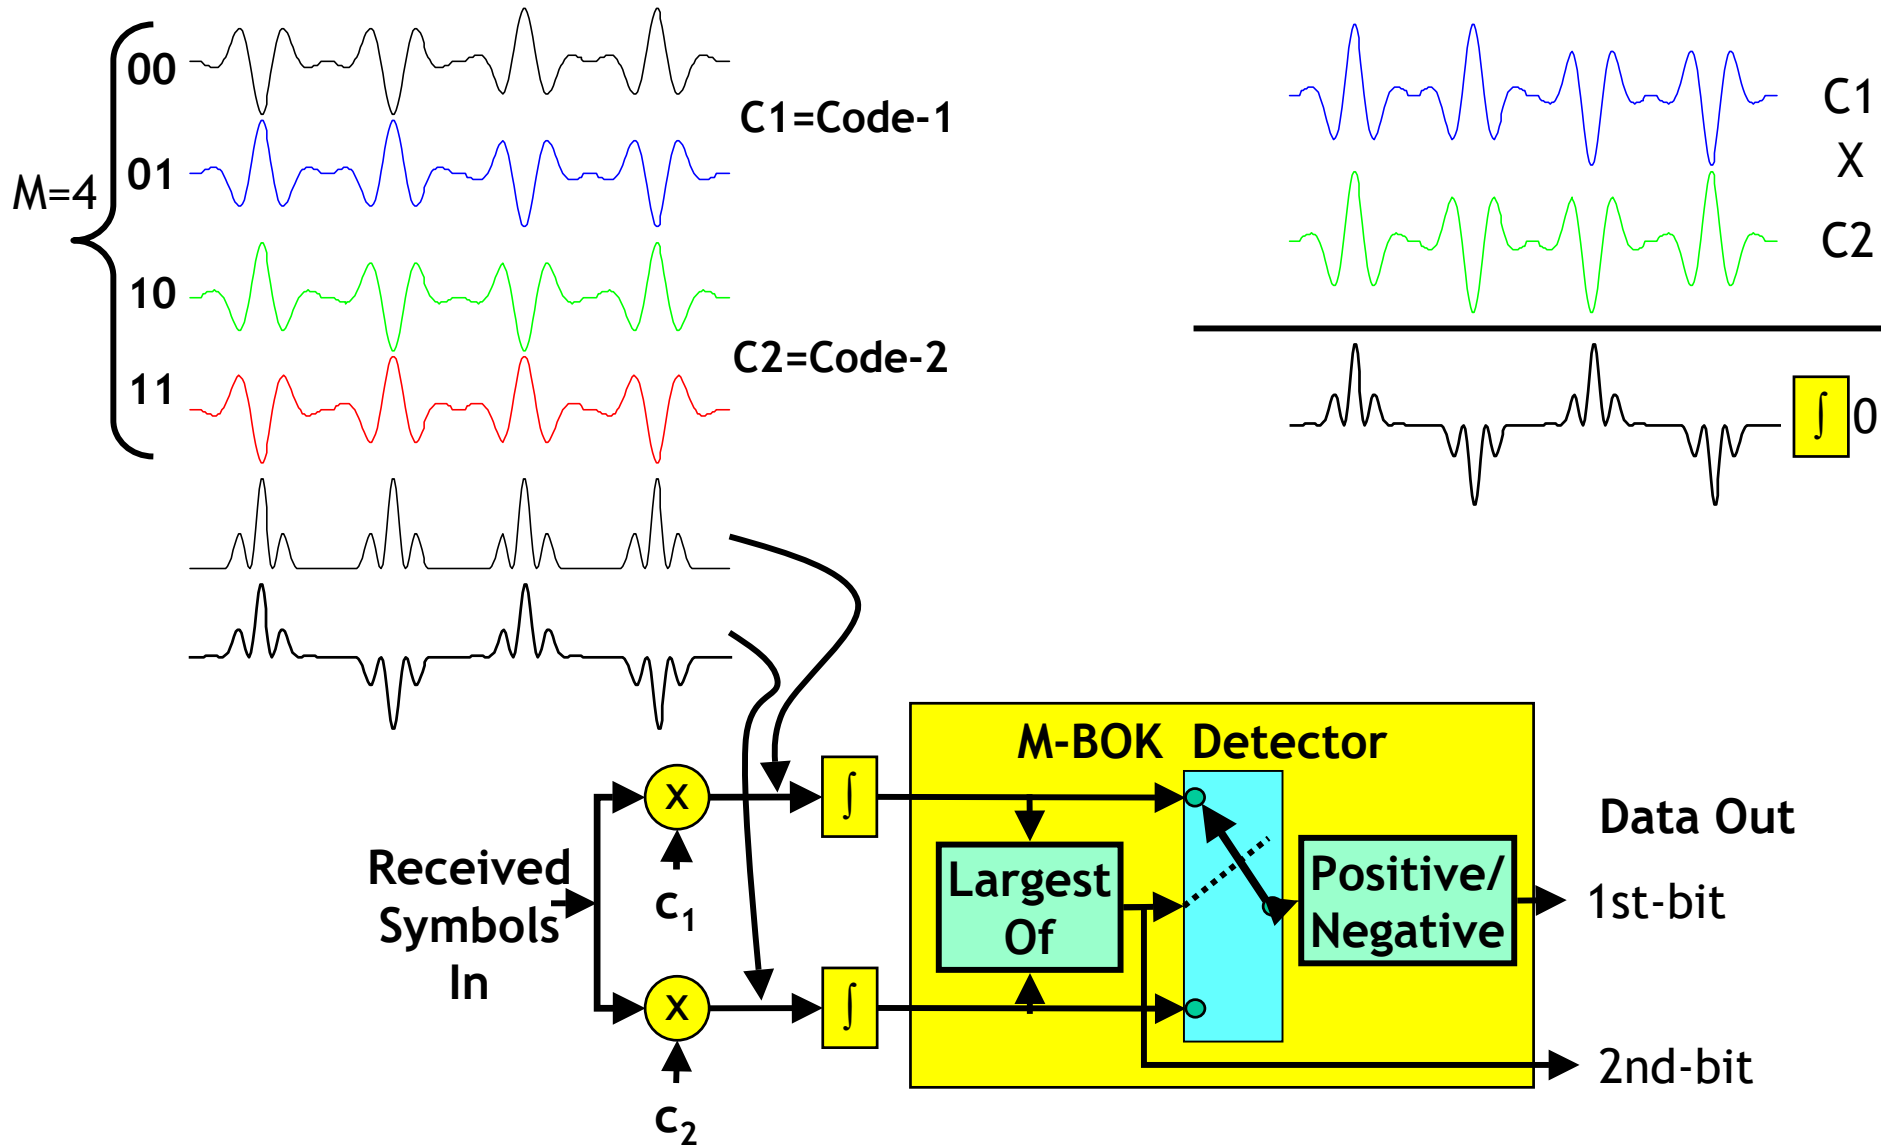 M=4
00
01
10
11
C1=Code-1
C2=Code-2
C1
X
C2
∫
0
Received
Symbols
In
X
c1
X
c2
∫
∫
M-BOK Detector
Largest
Of
Positive/
Negative
Data Out
1st-bit
2nd-bit